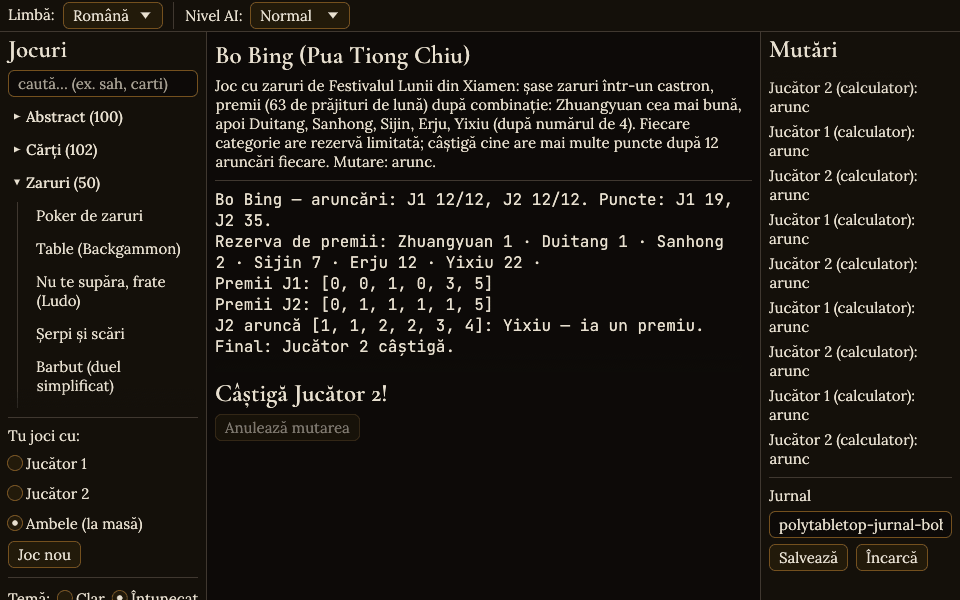 Limbă: Română ▼ Nivel AI: Normal ▼
Jocuri
caută... (ex. sah, carti)
▸ Abstract (100)
▸ Cărți (102)
▾ Zaruri (50)
Poker de zaruri
Table (Backgammon)
Nu te supăra, frate
(Ludo)
Șerpi și scări
Barbut (duel
simplificat)
Tu joci cu:
Jucător 1
Jucător 2
Ambele (la masă)
Joc nou
Temă: Clar Întunecat
Bo Bing (Pua Tiong Chiu)
Joc cu zaruri de Festivalul Lunii din Xiamen: șase zaruri într-un castron,
premii (63 de prăjituri de lună) după combinație: Zhuangyuan cea mai bună,
apoi Duitang, Sanhong, Sijin, Erju, Yixiu (după numărul de 4). Fiecare
categorie are rezervă limitată; câștigă cine are mai multe puncte după 12
aruncări fiecare. Mutare: arunc.
Bo Bing — aruncări: J1 12/12, J2 12/12. Puncte: J1 19,
J2 35.
Rezerva de premii: Zhuangyuan 1 · Duitang 1 · Sanhong
2 · Sijin 7 · Erju 12 · Yixiu 22 ·
Premii J1: [0, 0, 1, 0, 3, 5]
Premii J2: [0, 1, 1, 1, 1, 5]
J2 aruncă [1, 1, 2, 2, 3, 4]: Yixiu — ia un premiu.
Final: Jucător 2 câștigă.
Câștigă Jucător 2!
Anulează mutarea
Mutări
Jucător 2 (calculator):
arunc
Jucător 1 (calculator):
arunc
Jucător 2 (calculator):
arunc
Jucător 1 (calculator):
arunc
Jucător 2 (calculator):
arunc
Jucător 1 (calculator):
arunc
Jucător 2 (calculator):
arunc
Jucător 1 (calculator):
arunc
Jucător 2 (calculator):
arunc
Jurnal
polytabletop-jurnal-bol
Salvează Încarcă